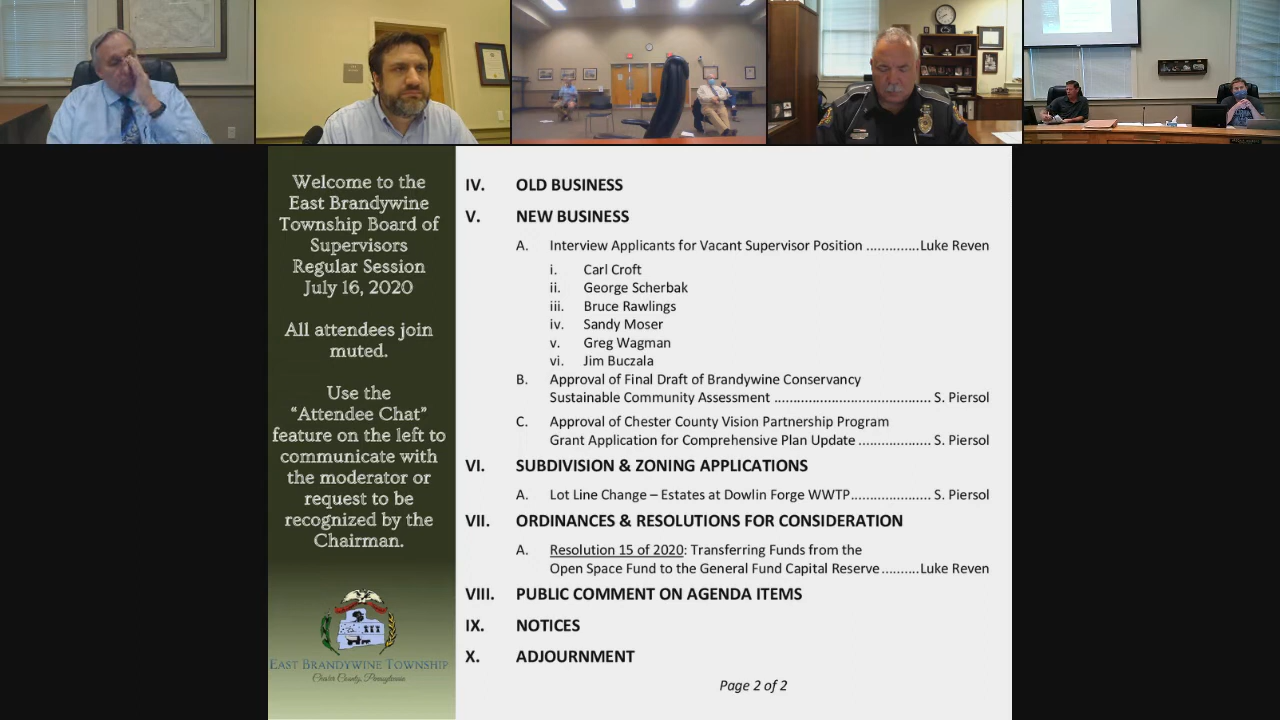 Welcome to the
East Brandywine
Township Board of
Supervisors
Regular Session
July 16, 2020
All attendees join
muted.
Use the
“Attendee Chat”
feature on the left to
communicate with
the moderator or
request to be
recognized by the
Chairman.
EAST BRANDYWINE TOWNSHIP
Chester County, Pennsylvania
IV. OLD BUSINESS
V. NEW BUSINESS
A. Interview Applicants for Vacant Supervisor Position .............Luke Reven
i. Carl Croft
ii. George Scherbak
iii. Bruce Rawlings
iv. Sandy Moser
v. Greg Wagman
vi. Jim Buczala
B. Approval of Final Draft of Brandywine Conservancy
Sustainable Community Assessment ..................................... S. Piersol
C. Approval of Chester County Vision Partnership Program
Grant Application for Comprehensive Plan Update ................. S. Piersol
VI. SUBDIVISION & ZONING APPLICATIONS
A. Lot Line Change – Estates at Dowlin Forge WWTP................... S. Piersol
VII. ORDINANCES & RESOLUTIONS FOR CONSIDERATION
A. Resolution 15 of 2020: Transferring Funds from the
Open Space Fund to the General Fund Capital Reserve.........Luke Reven
VIII. PUBLIC COMMENT ON AGENDA ITEMS
IX. NOTICES
X. ADJOURNMENT
Page 2 of 2